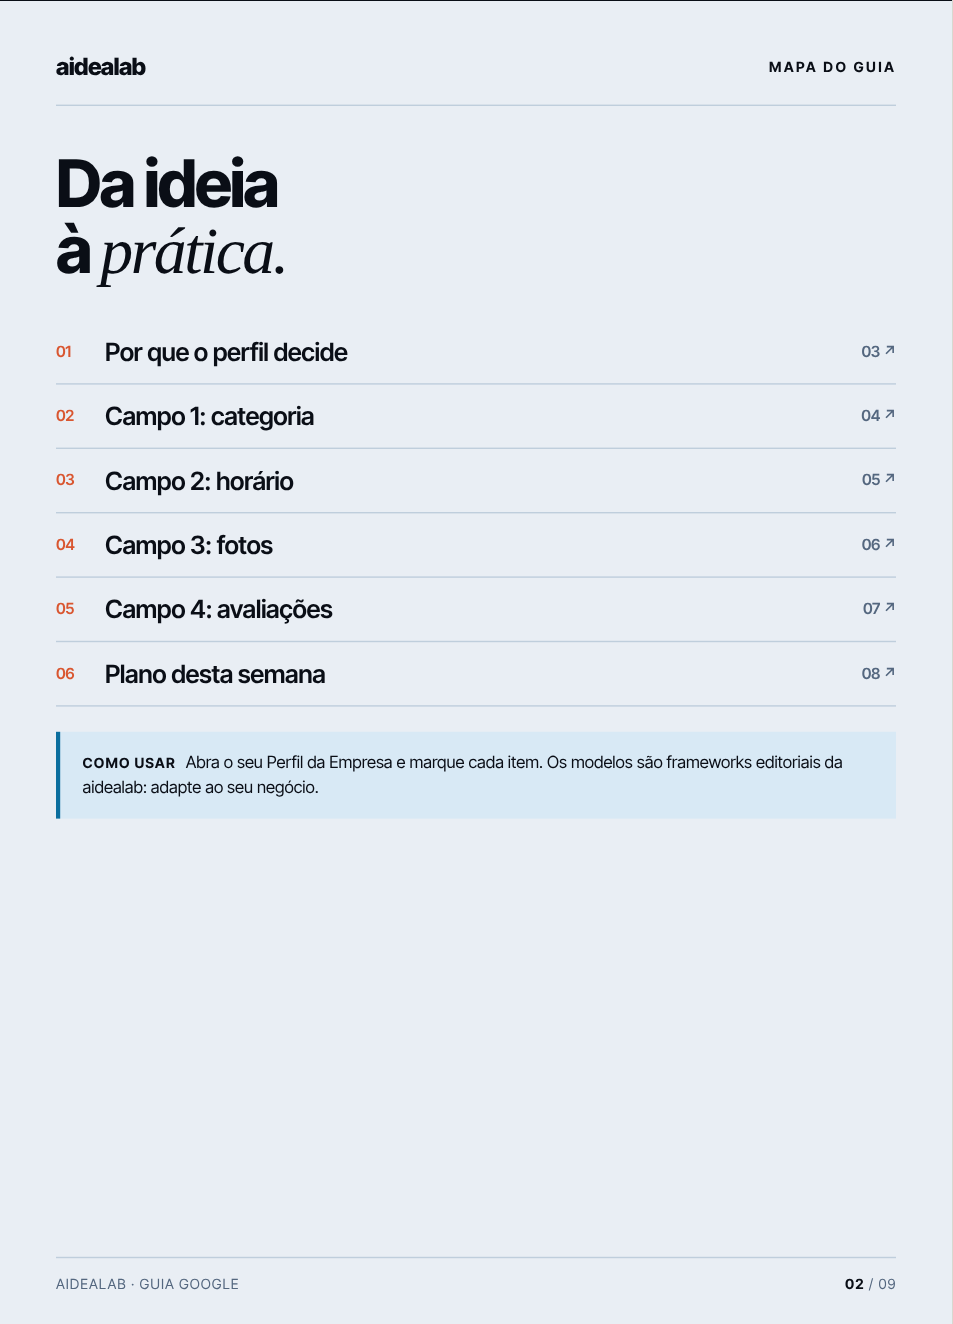 aidealab
MAPA DO GUIA
Da ideia
à prática.
01 Por que o perfil decide 03 ↗
02 Campo 1: categoria 04 ↗
03 Campo 2: horário 05 ↗
04 Campo 3: fotos 06 ↗
05 Campo 4: avaliações 07 ↗
06 Plano desta semana 08 ↗
COMO USAR Abra o seu Perfil da Empresa e marque cada item. Os modelos são frameworks editoriais da
aidealab: adapte ao seu negócio.
AIDEALAB · GUIA GOOGLE
02 / 09